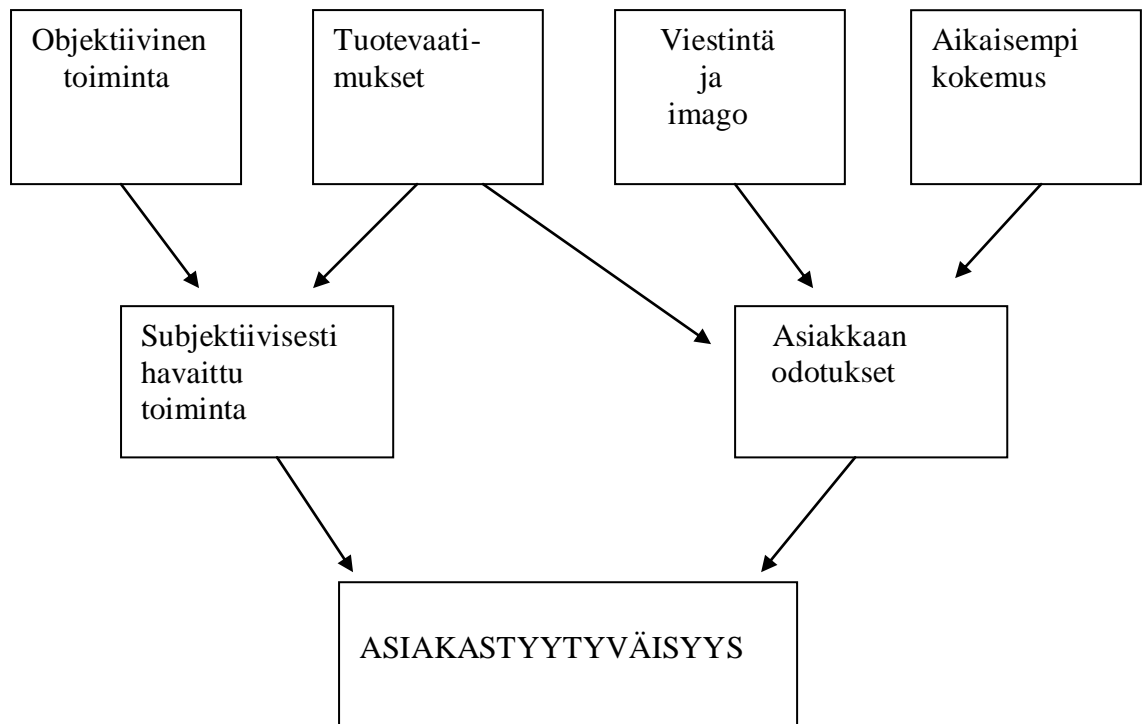 Objektiivinen
toiminta
Tuotevaati-
mukset
Viestintä
ja
imago
Aikaisempi
kokemus
Subjektiivisesti
havaittu
toiminta
Asiakkaan
odotukset
ASIAKASTYYTYVÄISYYS